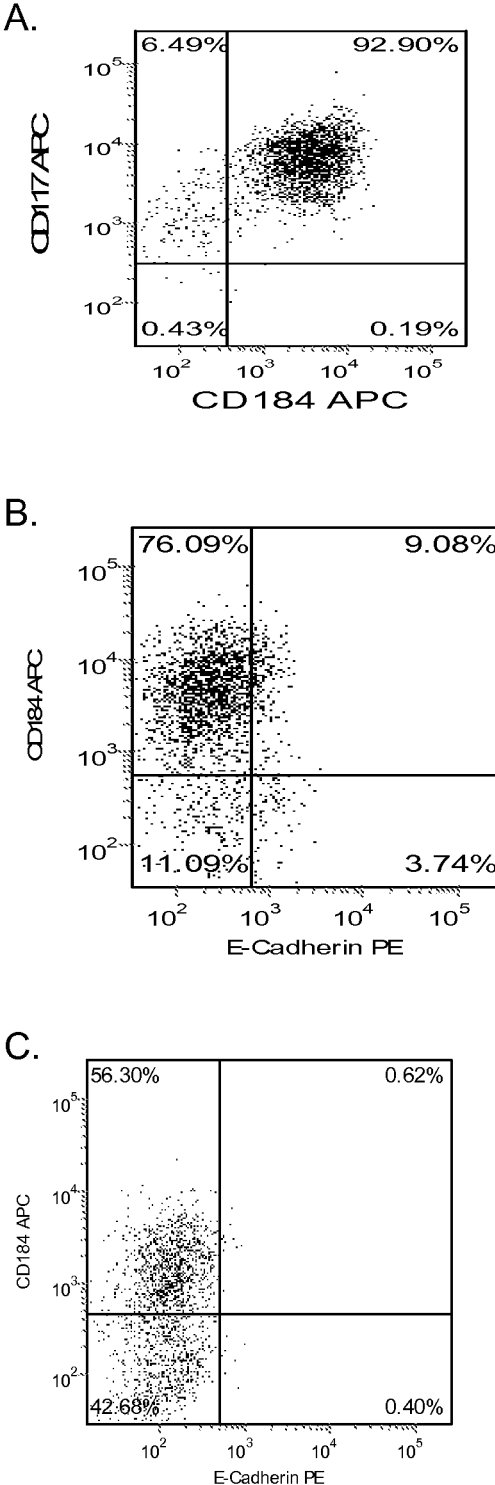 A.
6.49% 92.90%
10⁵
10⁴
10³
10²
CD117 APC
0.43% 0.19%
10² 10³ 10⁴ 10⁵
CD184 APC
B.
76.09% 9.08%
10⁵
10⁴
10³
10²
CD184 APC
11.09% 3.74%
10² 10³ 10⁴ 10⁵
E-Cadherin PE
C.
56.30% 0.62%
10⁵
10⁴
10³
10²
CD184 APC
42.68% 0.40%
10² 10³ 10⁴ 10⁵
E-Cadherin PE